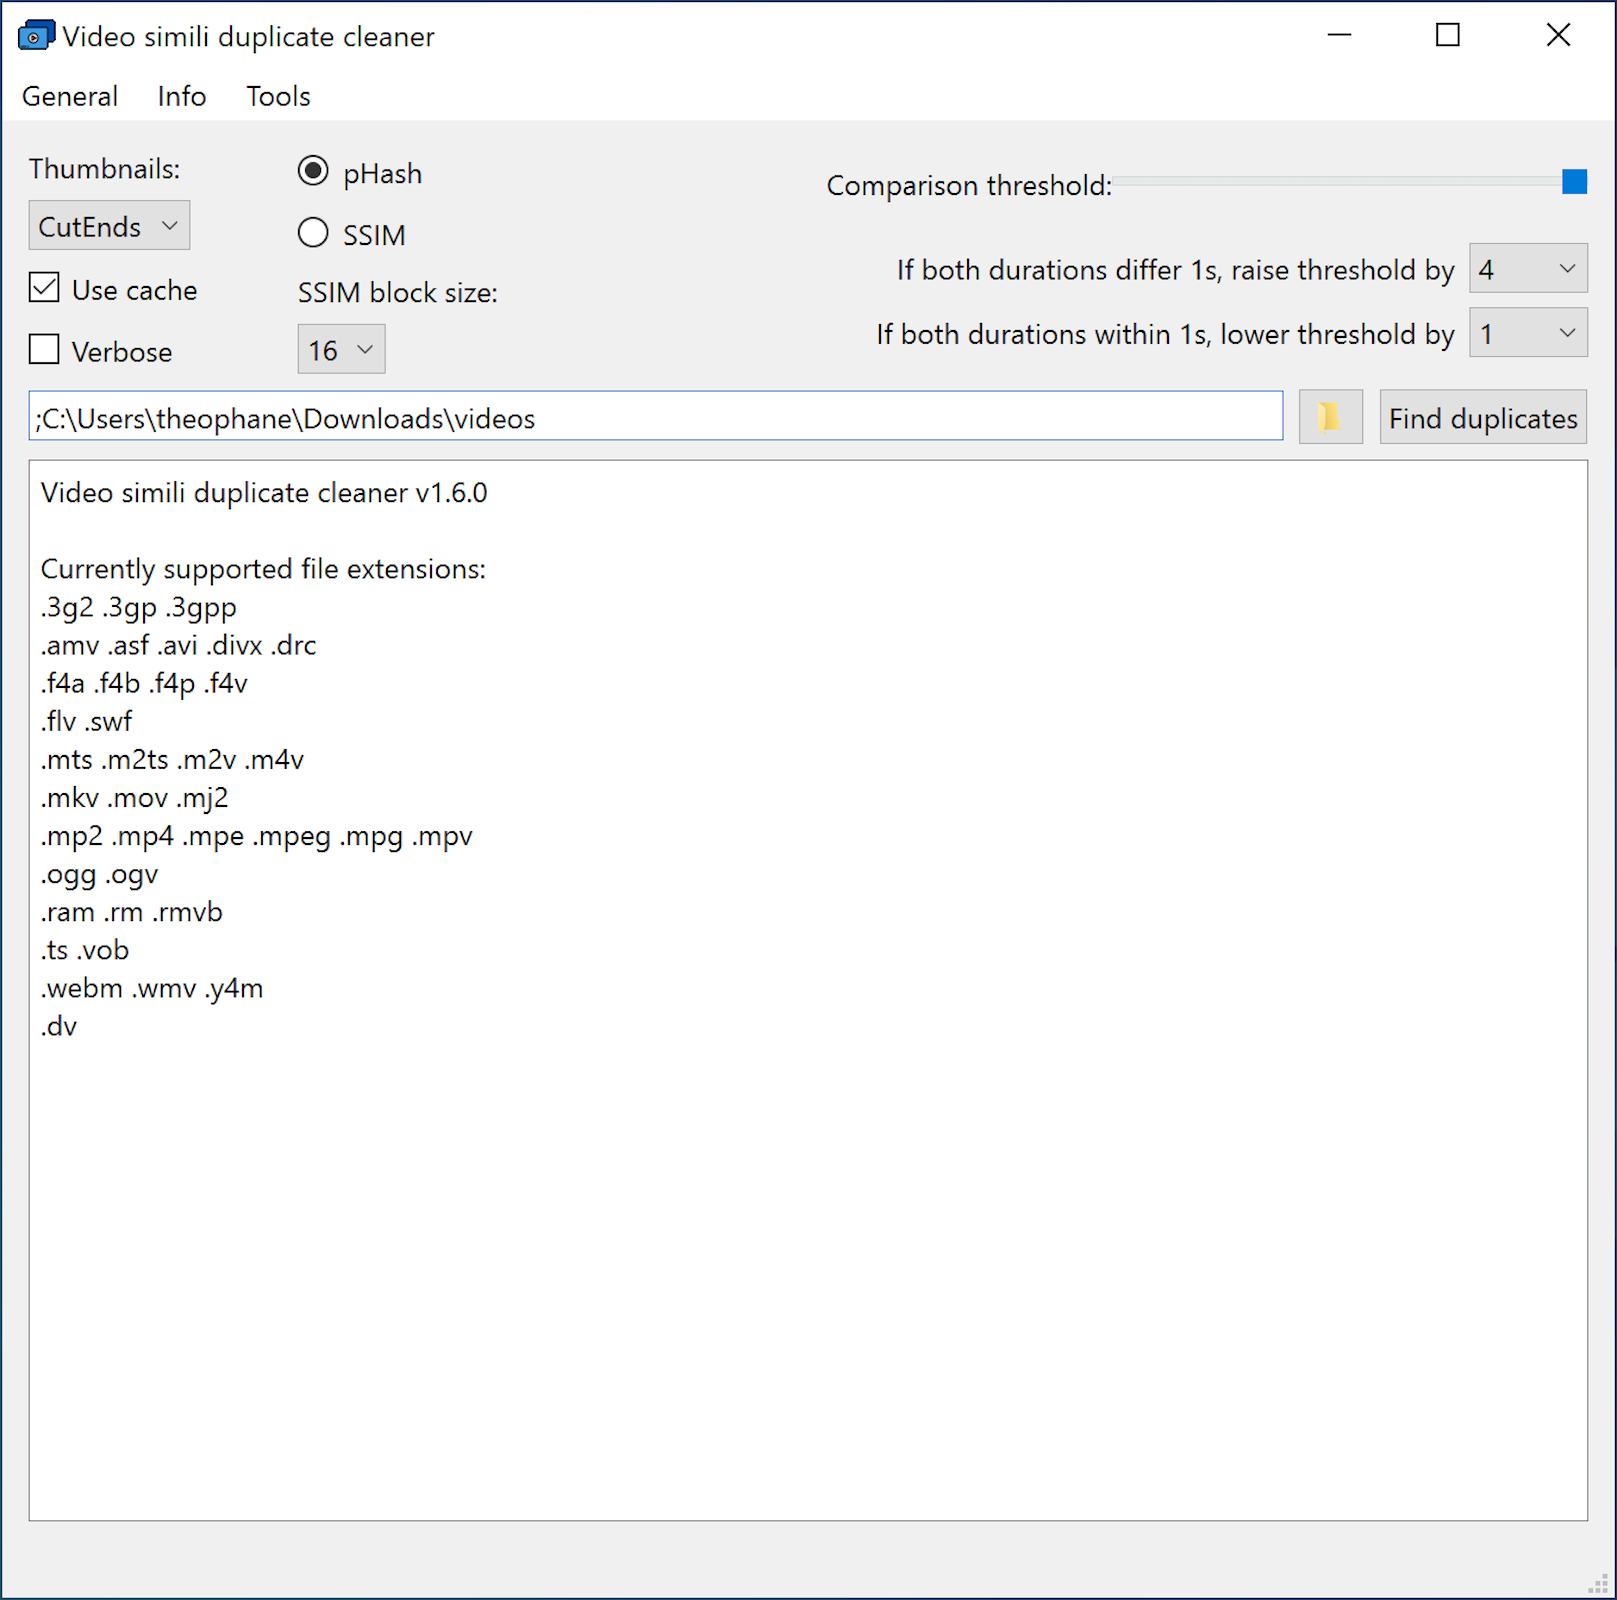 Video simili duplicate cleaner
General Info Tools
Thumbnails:
CutEnds
Use cache
Verbose
pHash
SSIM
SSIM block size:
16
Comparison threshold:
If both durations differ 1s, raise threshold by 4
If both durations within 1s, lower threshold by 1
;C:\Users\theophane\Downloads\videos
Find duplicates
Video simili duplicate cleaner v1.6.0
Currently supported file extensions:
.3g2 .3gp .3gpp
.amv .asf .avi .divx .drc
.f4a .f4b .f4p .f4v
.flv .swf
.mts .m2ts .m2v .m4v
.mkv .mov .mj2
.mp2 .mp4 .mpe .mpeg .mpg .mpv
.ogg .ogv
.ram .rm .rmvb
.ts .vob
.webm .wmv .y4m
.dv